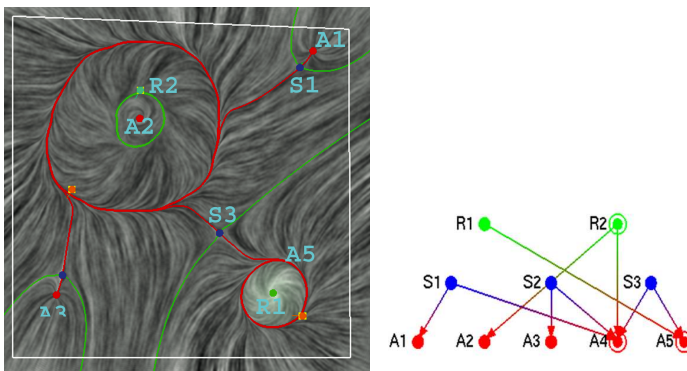 A1
S1
R2
A2
S3
A5
R1
A3
R1 R2
S1 S2 S3
A1 A2 A3 A4 A5